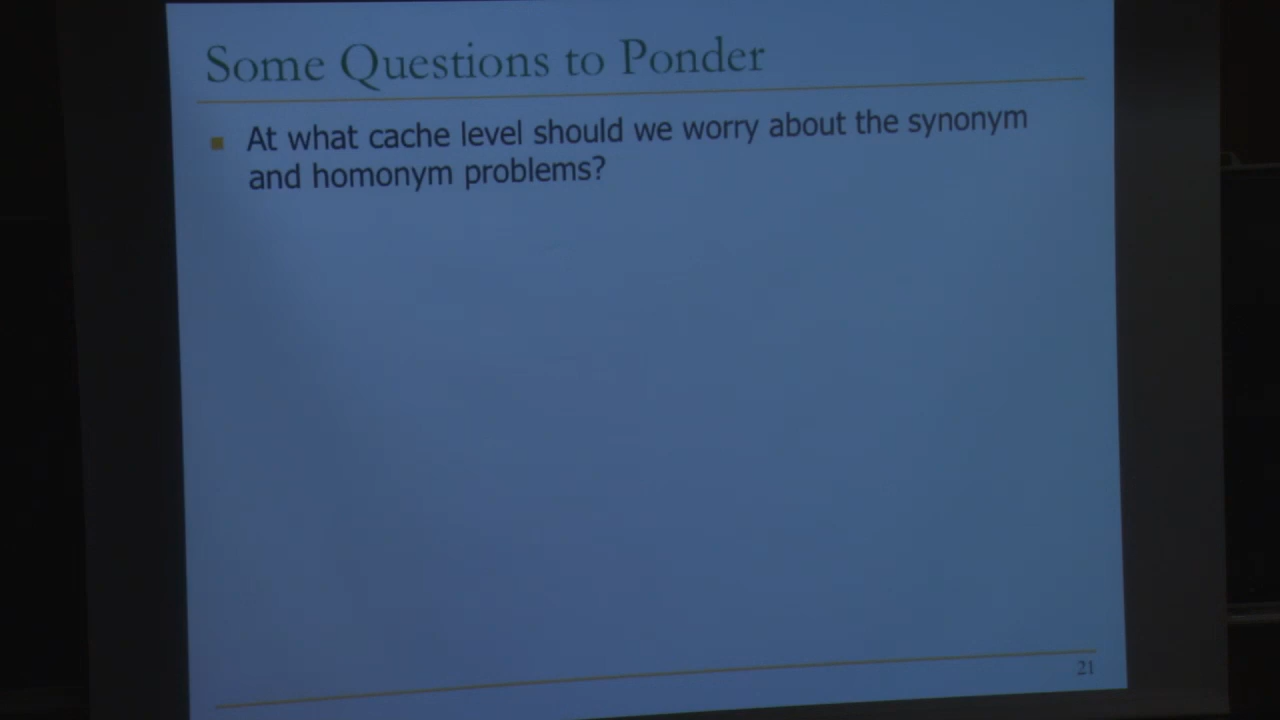 Some Questions to Ponder
At what cache level should we worry about the synonym
and homonym problems?
21